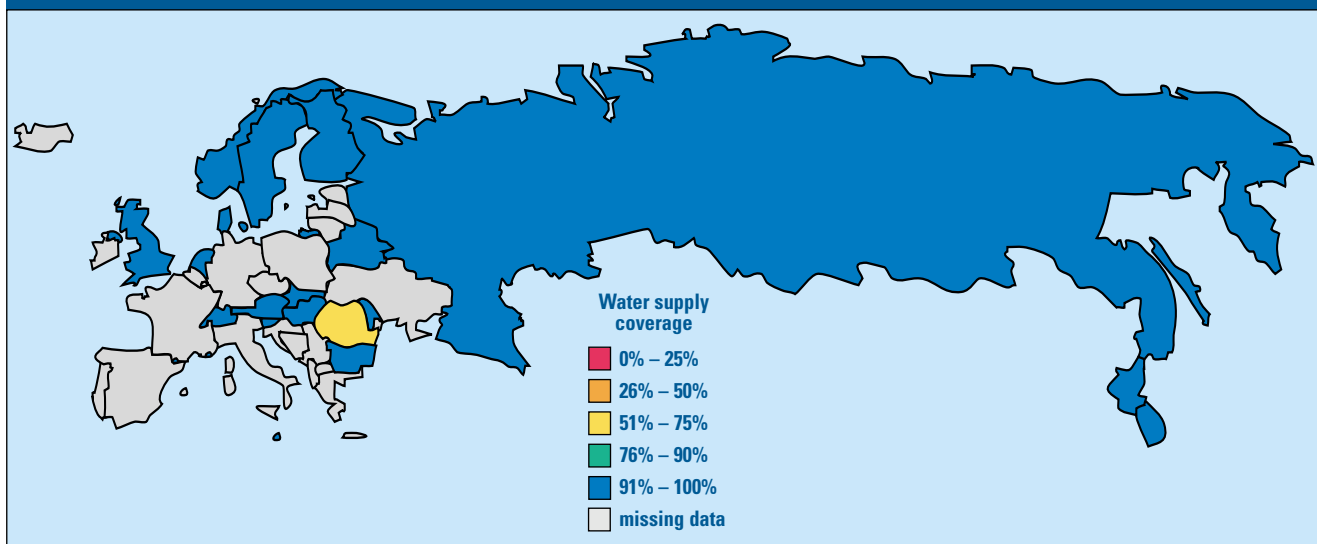 Water supply
coverage
0% – 25%
26% – 50%
51% – 75%
76% – 90%
91% – 100%
missing data